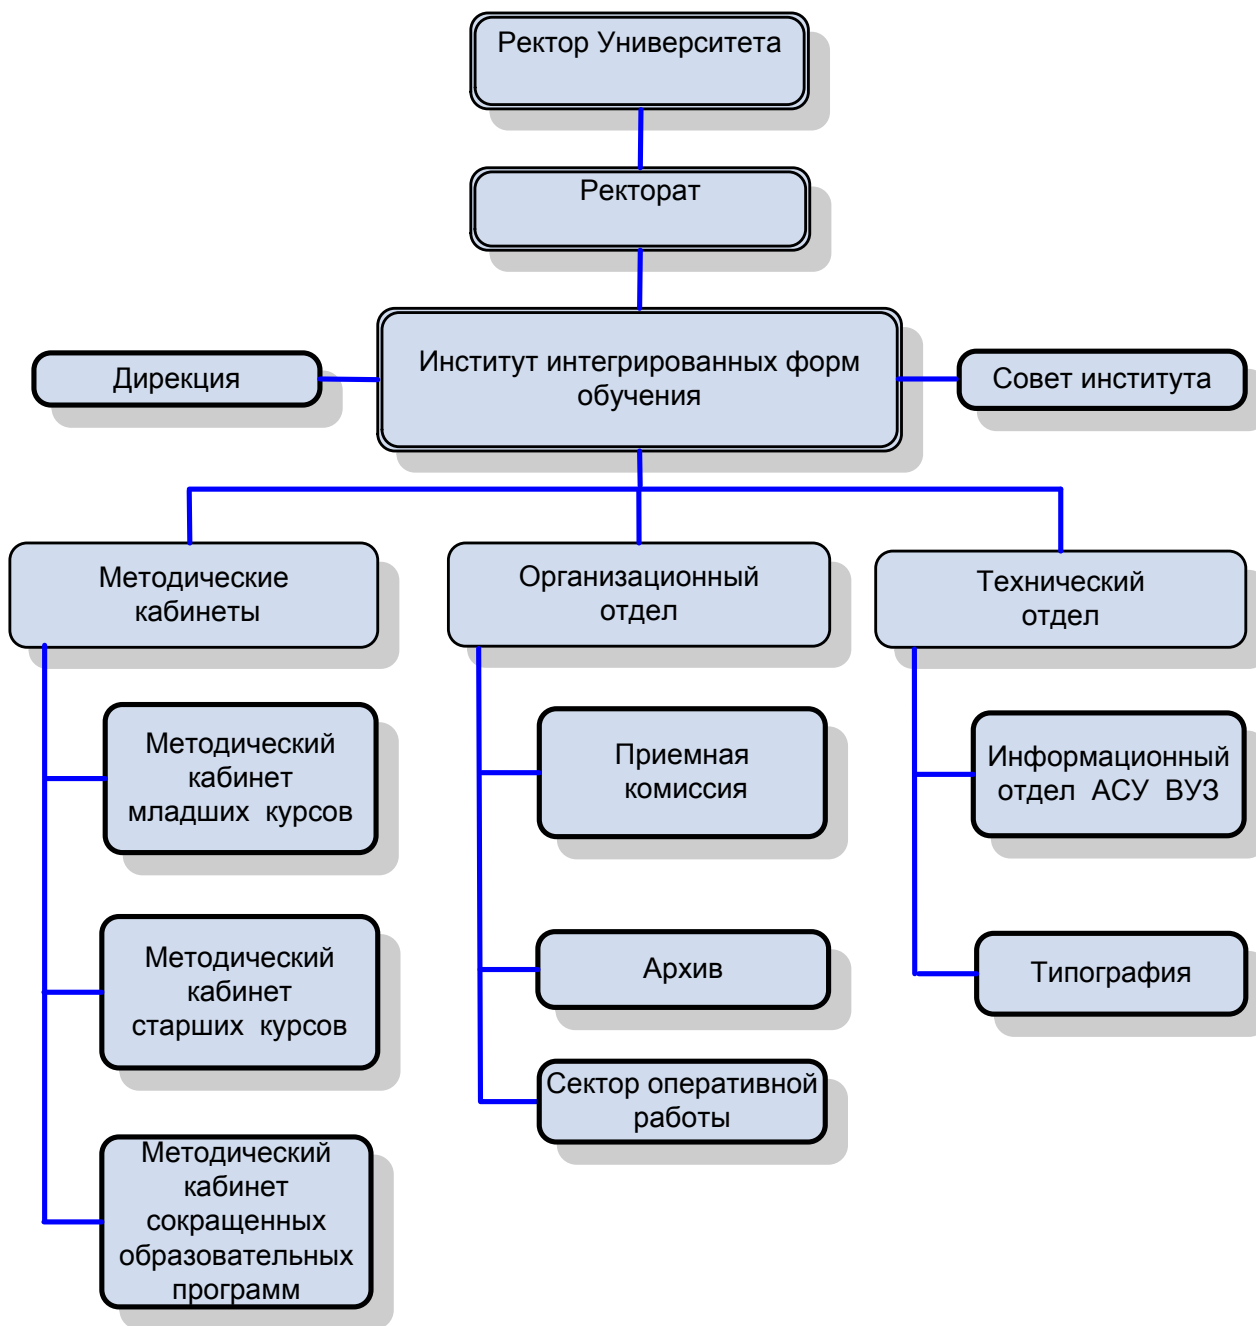 Ректор Университета
Ректорат
Институт интегрированных форм
обучения
Дирекция
Совет института
Методические
кабинеты
Организационный
отдел
Технический
отдел
Методический
кабинет
младших курсов
Приемная
комиссия
Информационный
отдел АСУ ВУЗ
Методический
кабинет
старших курсов
Архив
Типография
Сектор оперативной
работы
Методический
кабинет
сокращенных
образовательных
программ